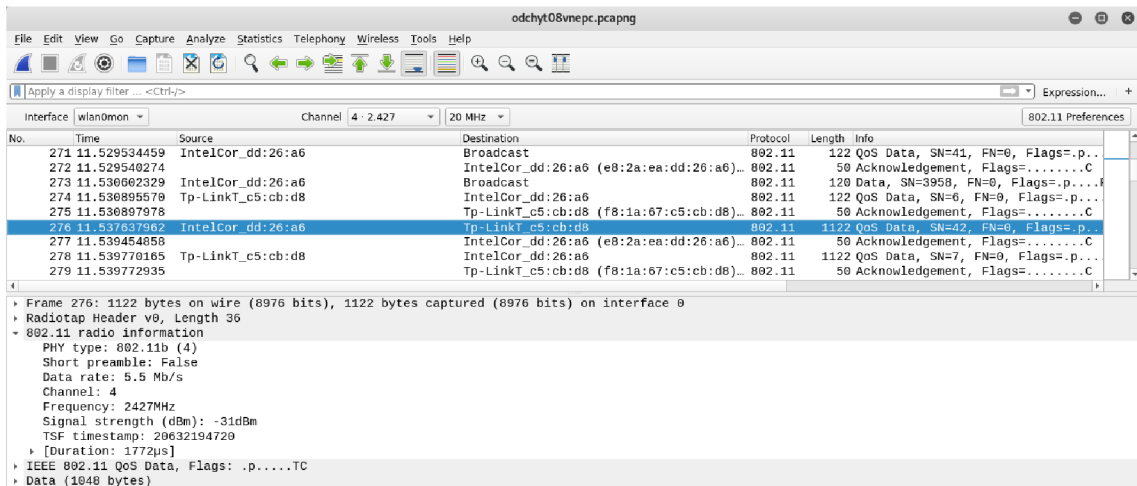 odchyt08vnepc.pcapng
File Edit View Go Capture Analyze Statistics Telephony Wireless Tools Help
Apply a display filter ... <Ctrl-/> Expression... +
Interface wlan0mon Channel 4 · 2.427 20 MHz 802.11 Preferences
No. Time Source Destination Protocol Length Info
271 11.529534459 IntelCor_dd:26:a6 Broadcast 802.11 122 QoS Data, SN=41, FN=0, Flags=.p...
272 11.529540274 IntelCor_dd:26:a6 (e8:2a:ea:dd:26:a6)… 802.11 50 Acknowledgement, Flags=........C
273 11.530602329 IntelCor_dd:26:a6 Broadcast 802.11 120 Data, SN=3958, FN=0, Flags=.p....F
274 11.530895570 Tp-LinkT_c5:cb:d8 IntelCor_dd:26:a6 802.11 122 QoS Data, SN=6, FN=0, Flags=.p....
275 11.530897978 Tp-LinkT_c5:cb:d8 (f8:1a:67:c5:cb:d8)… 802.11 50 Acknowledgement, Flags=........C
276 11.537637962 IntelCor_dd:26:a6 Tp-LinkT_c5:cb:d8 802.11 1122 QoS Data, SN=42, FN=0, Flags=.p...
277 11.539454858 IntelCor_dd:26:a6 (e8:2a:ea:dd:26:a6)… 802.11 50 Acknowledgement, Flags=........C
278 11.539770165 Tp-LinkT_c5:cb:d8 IntelCor_dd:26:a6 802.11 1122 QoS Data, SN=7, FN=0, Flags=.p....
279 11.539772935 Tp-LinkT_c5:cb:d8 (f8:1a:67:c5:cb:d8)… 802.11 50 Acknowledgement, Flags=........C
Frame 276: 1122 bytes on wire (8976 bits), 1122 bytes captured (8976 bits) on interface 0
Radiotap Header v0, Length 36
802.11 radio information
PHY type: 802.11b (4)
Short preamble: False
Data rate: 5.5 Mb/s
Channel: 4
Frequency: 2427MHz
Signal strength (dBm): -31dBm
TSF timestamp: 20632194720
[Duration: 1772µs]
IEEE 802.11 QoS Data, Flags: .p.....TC
Data (1048 bytes)